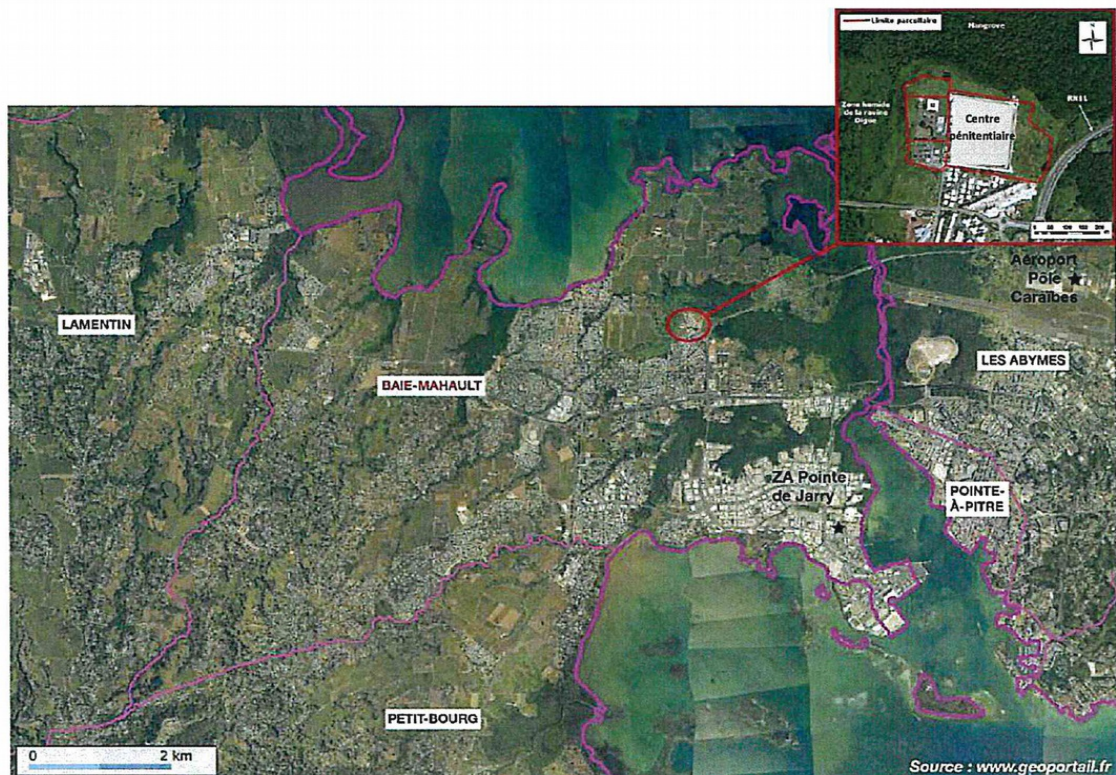 Limite parcellaire
Mangrove
Zone humide
de la ravine
Digue
Centre
pénitentiaire
RN11
Aéroport
Pôle
Caraïbes
LAMENTIN
LES ABYMES
BAIE-MAHAULT
ZA Pointe
de Jarry
POINTE-
À-PITRE
PETIT-BOURG
0 2 km
Source : www.geoportail.fr